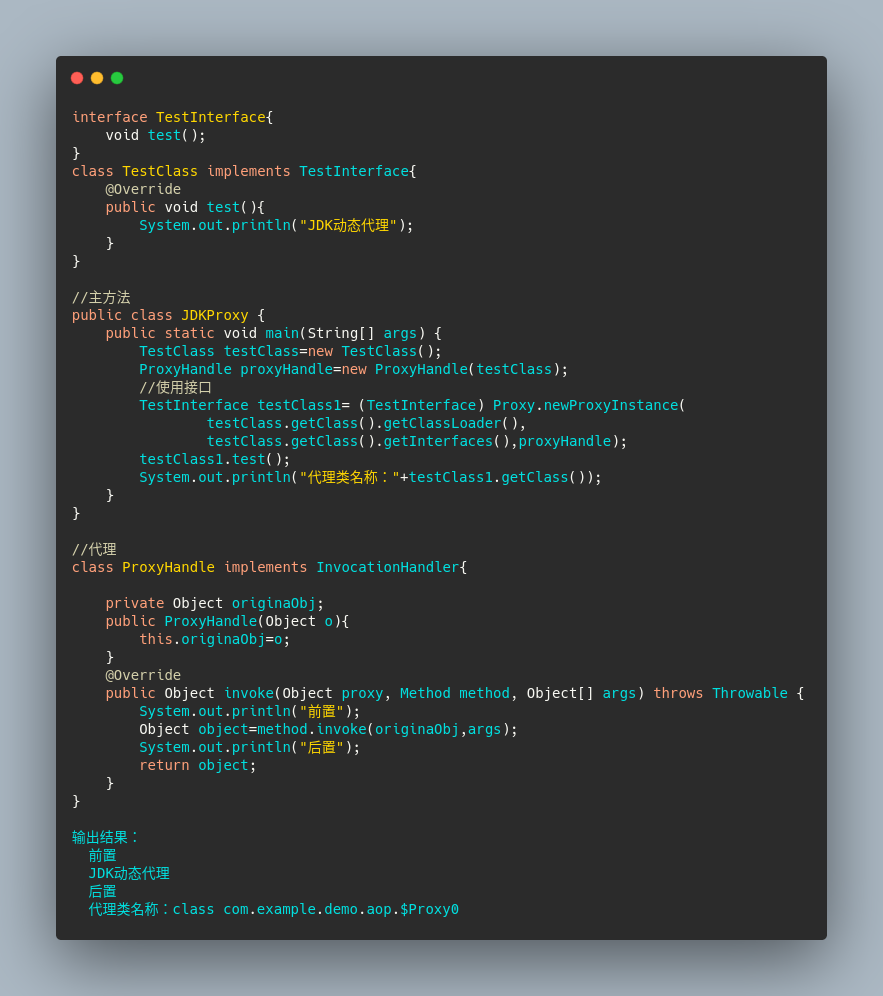 interface TestInterface{
    void test();
}
class TestClass implements TestInterface{
    @Override
    public void test(){
        System.out.println("JDK动态代理");
    }
}

//主方法
public class JDKProxy {
    public static void main(String[] args) {
        TestClass testClass=new TestClass();
        ProxyHandle proxyHandle=new ProxyHandle(testClass);
        //使用接口
        TestInterface testClass1= (TestInterface) Proxy.newProxyInstance(
                testClass.getClass().getClassLoader(),
                testClass.getClass().getInterfaces(),proxyHandle);
        testClass1.test();
        System.out.println("代理类名称："+testClass1.getClass());
    }
}

//代理
class ProxyHandle implements InvocationHandler{

    private Object originaObj;
    public ProxyHandle(Object o){
        this.originaObj=o;
    }
    @Override
    public Object invoke(Object proxy, Method method, Object[] args) throws Throwable {
        System.out.println("前置");
        Object object=method.invoke(originaObj,args);
        System.out.println("后置");
        return object;
    }
}

输出结果：
  前置
  JDK动态代理
  后置
  代理类名称：class com.example.demo.aop.$Proxy0